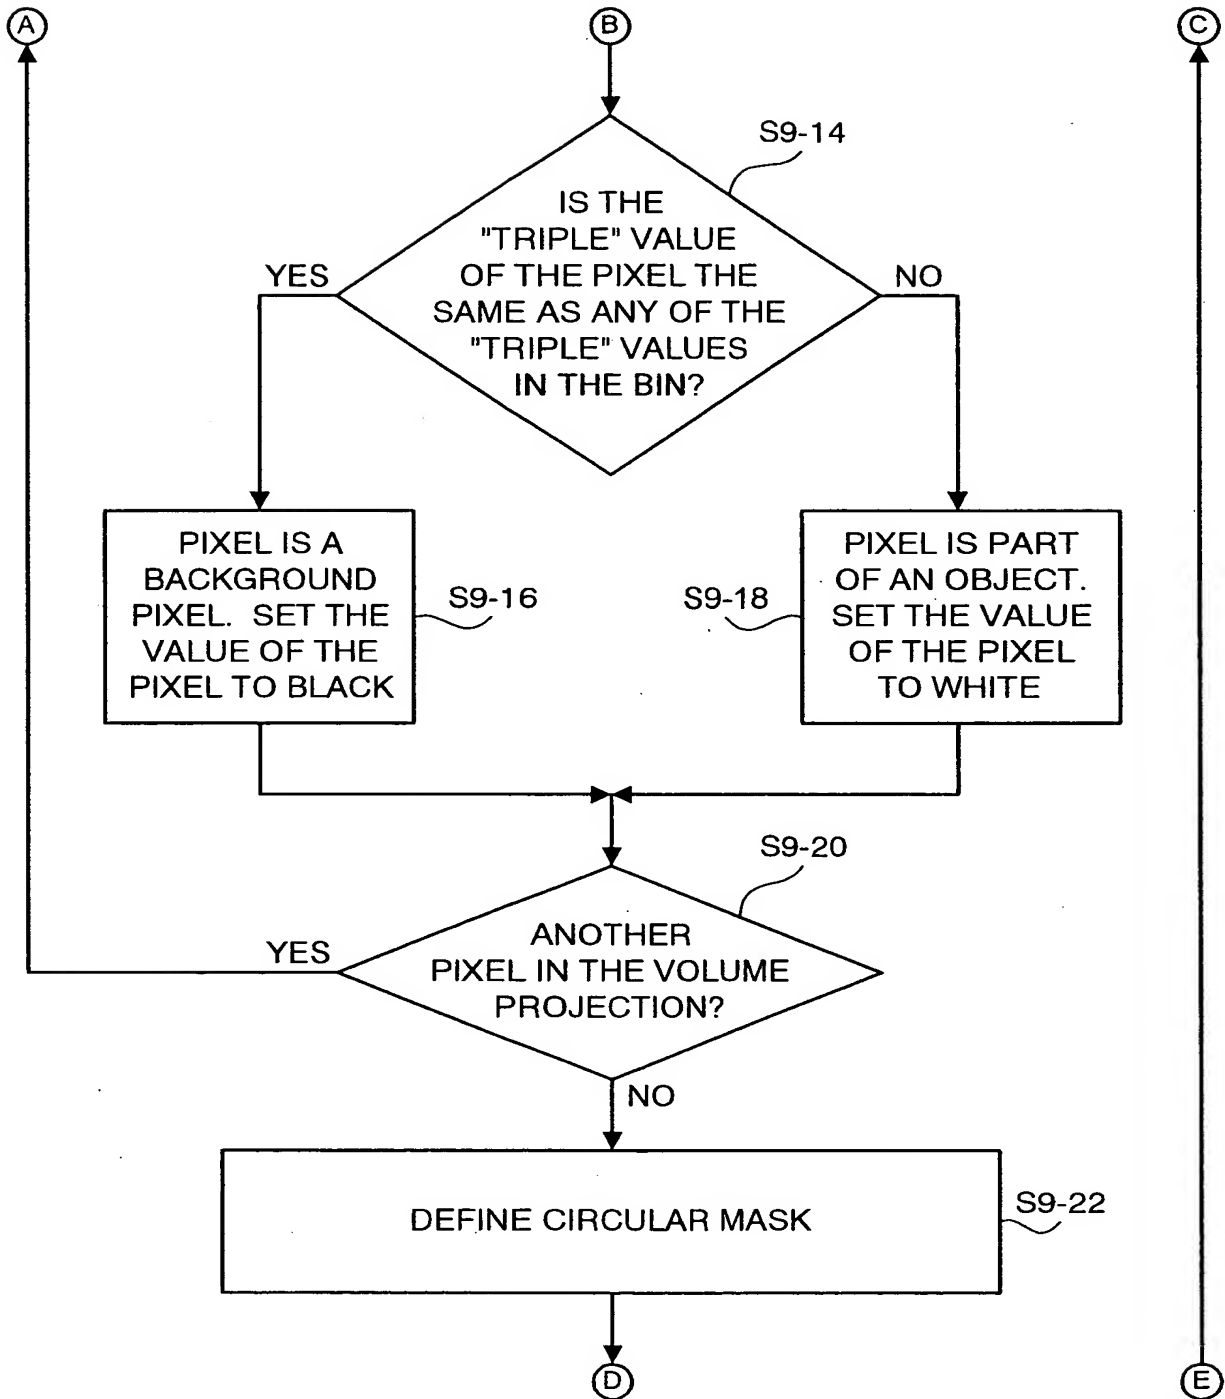 A
B
C
S9-14
IS THE
"TRIPLE" VALUE
OF THE PIXEL THE
SAME AS ANY OF THE
"TRIPLE" VALUES
IN THE BIN?
YES
NO
PIXEL IS A
BACKGROUND
PIXEL. SET THE
VALUE OF THE
PIXEL TO BLACK
S9-16
S9-18
PIXEL IS PART
OF AN OBJECT.
SET THE VALUE
OF THE PIXEL
TO WHITE
S9-20
YES
ANOTHER
PIXEL IN THE VOLUME
PROJECTION?
NO
DEFINE CIRCULAR MASK
S9-22
D
E